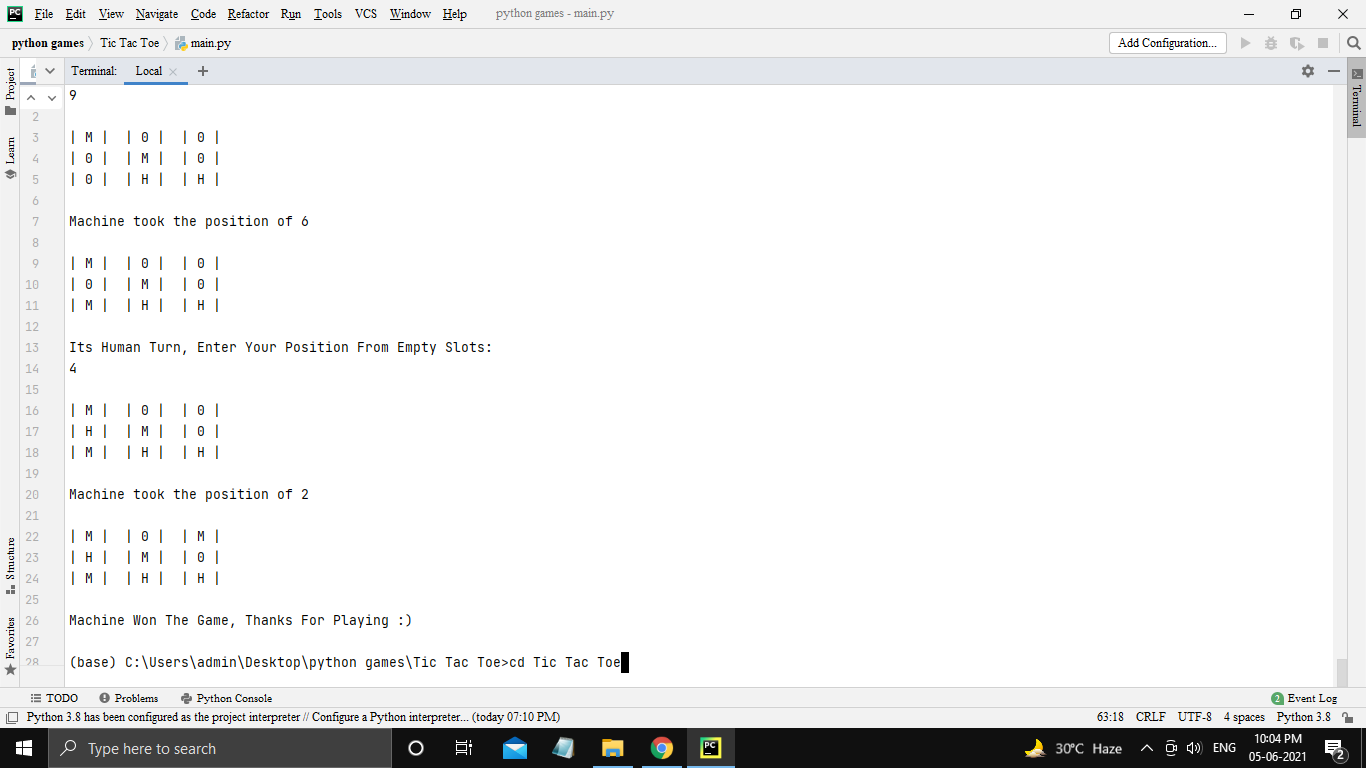 PC File Edit View Navigate Code Refactor Run Tools VCS Window Help python games - main.py
python games Tic Tac Toe main.py Add Configuration...
Project
Learn
Structure
Favorites
Terminal: Local
Terminal
9
2
3 | M | | 0 | | 0 |
4 | 0 | | M | | 0 |
5 | 0 | | H | | H |
6
7 Machine took the position of 6
8
9 | M | | 0 | | 0 |
10 | 0 | | M | | 0 |
11 | M | | H | | H |
12
13 Its Human Turn, Enter Your Position From Empty Slots:
14 4
15
16 | M | | 0 | | 0 |
17 | H | | M | | 0 |
18 | M | | H | | H |
19
20 Machine took the position of 2
21
22 | M | | 0 | | M |
23 | H | | M | | 0 |
24 | M | | H | | H |
25
26 Machine Won The Game, Thanks For Playing :)
27
28 (base) C:\Users\admin\Desktop\python games\Tic Tac Toe>cd Tic Tac Toe
TODO Problems Python Console 2 Event Log
Python 3.8 has been configured as the project interpreter // Configure a Python interpreter... (today 07:10 PM) 63:18 CRLF UTF-8 4 spaces Python 3.8
Type here to search PC 30°C Haze ENG 10:04 PM
05-06-2021 2